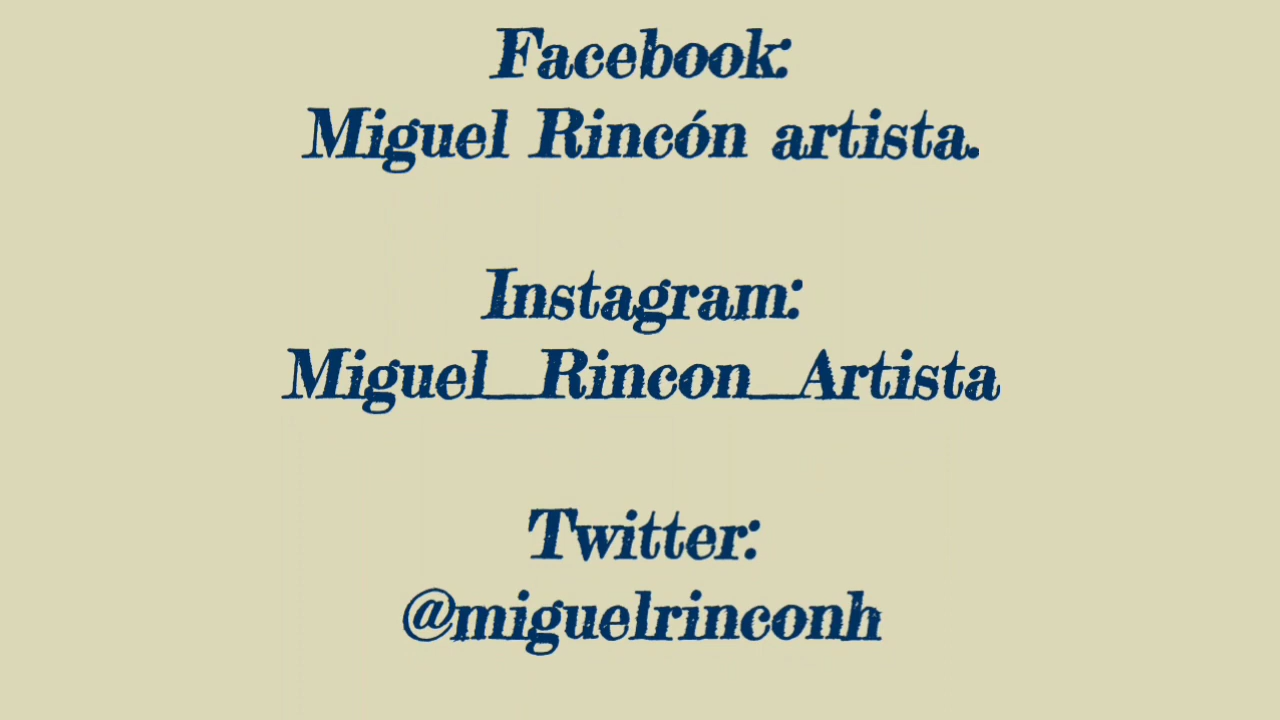 Facebook:
Miguel Rincón artista.
Instagram:
Miguel_Rincon_Artista
Twitter:
@miguelrinconh